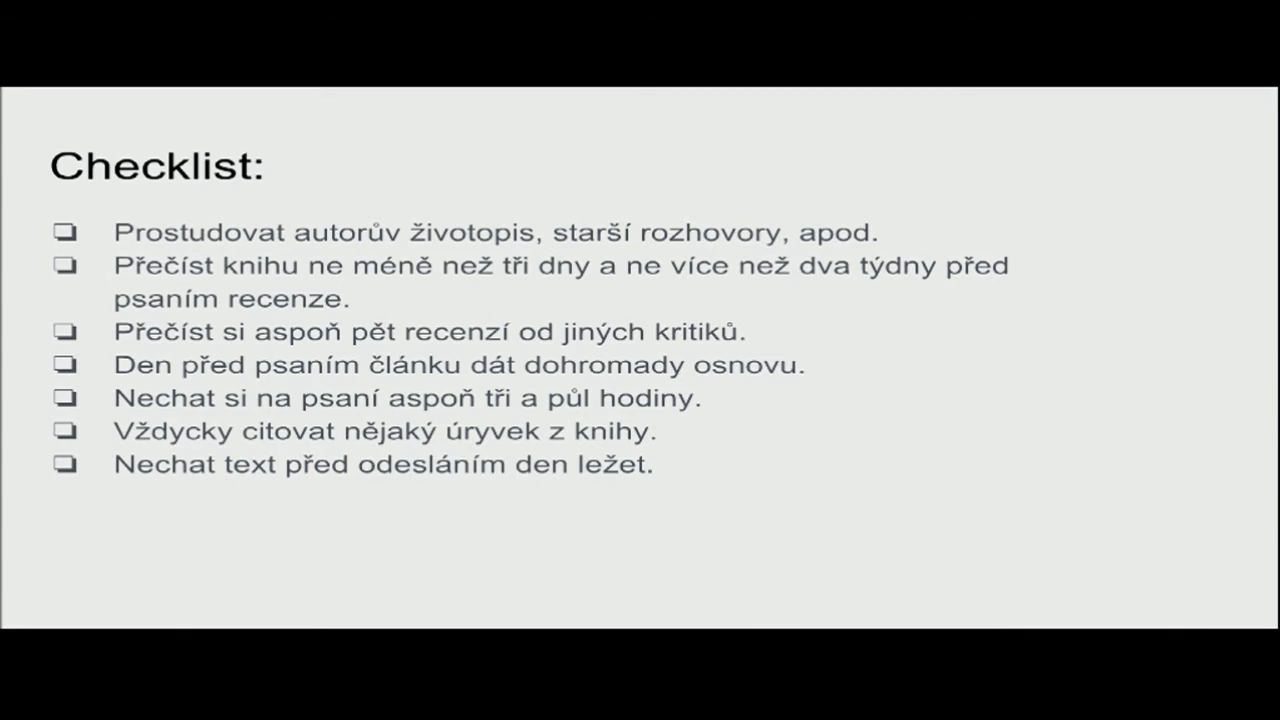 Checklist:
❏ Prostudovat autorův životopis, starší rozhovory, apod.
❏ Přečíst knihu ne méně než tři dny a ne více než dva týdny před
psaním recenze.
❏ Přečíst si aspoň pět recenzí od jiných kritiků.
❏ Den před psaním článku dát dohromady osnovu.
❏ Nechat si na psaní aspoň tři a půl hodiny.
❏ Vždycky citovat nějaký úryvek z knihy.
❏ Nechat text před odesláním den ležet.